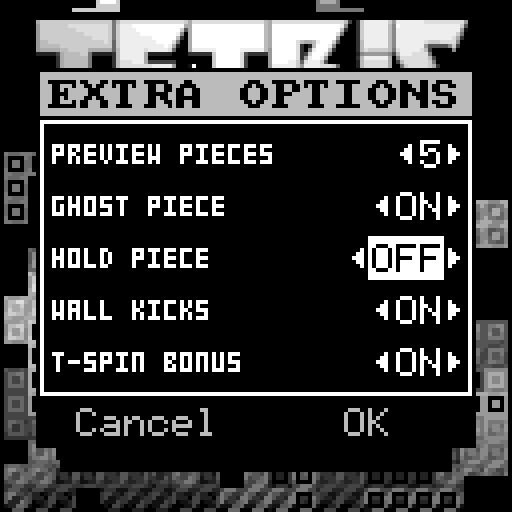 TETRIS
EXTRA OPTIONS
PREVIEW PIECES 5
GHOST PIECE ON
HOLD PIECE OFF
WALL KICKS ON
T-SPIN BONUS ON
Cancel OK